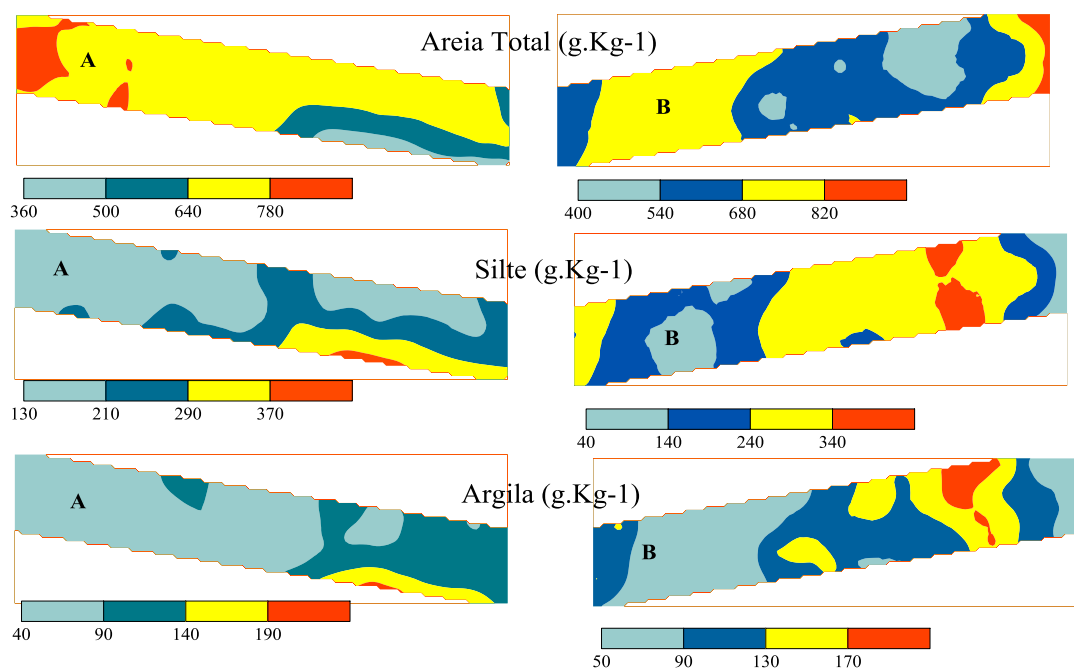 Areia Total (g.Kg-1)
A
B
360 500 640 780
400 540 680 820
Silte (g.Kg-1)
A
B
130 210 290 370
40 140 240 340
Argila (g.Kg-1)
A
B
40 90 140 190
50 90 130 170